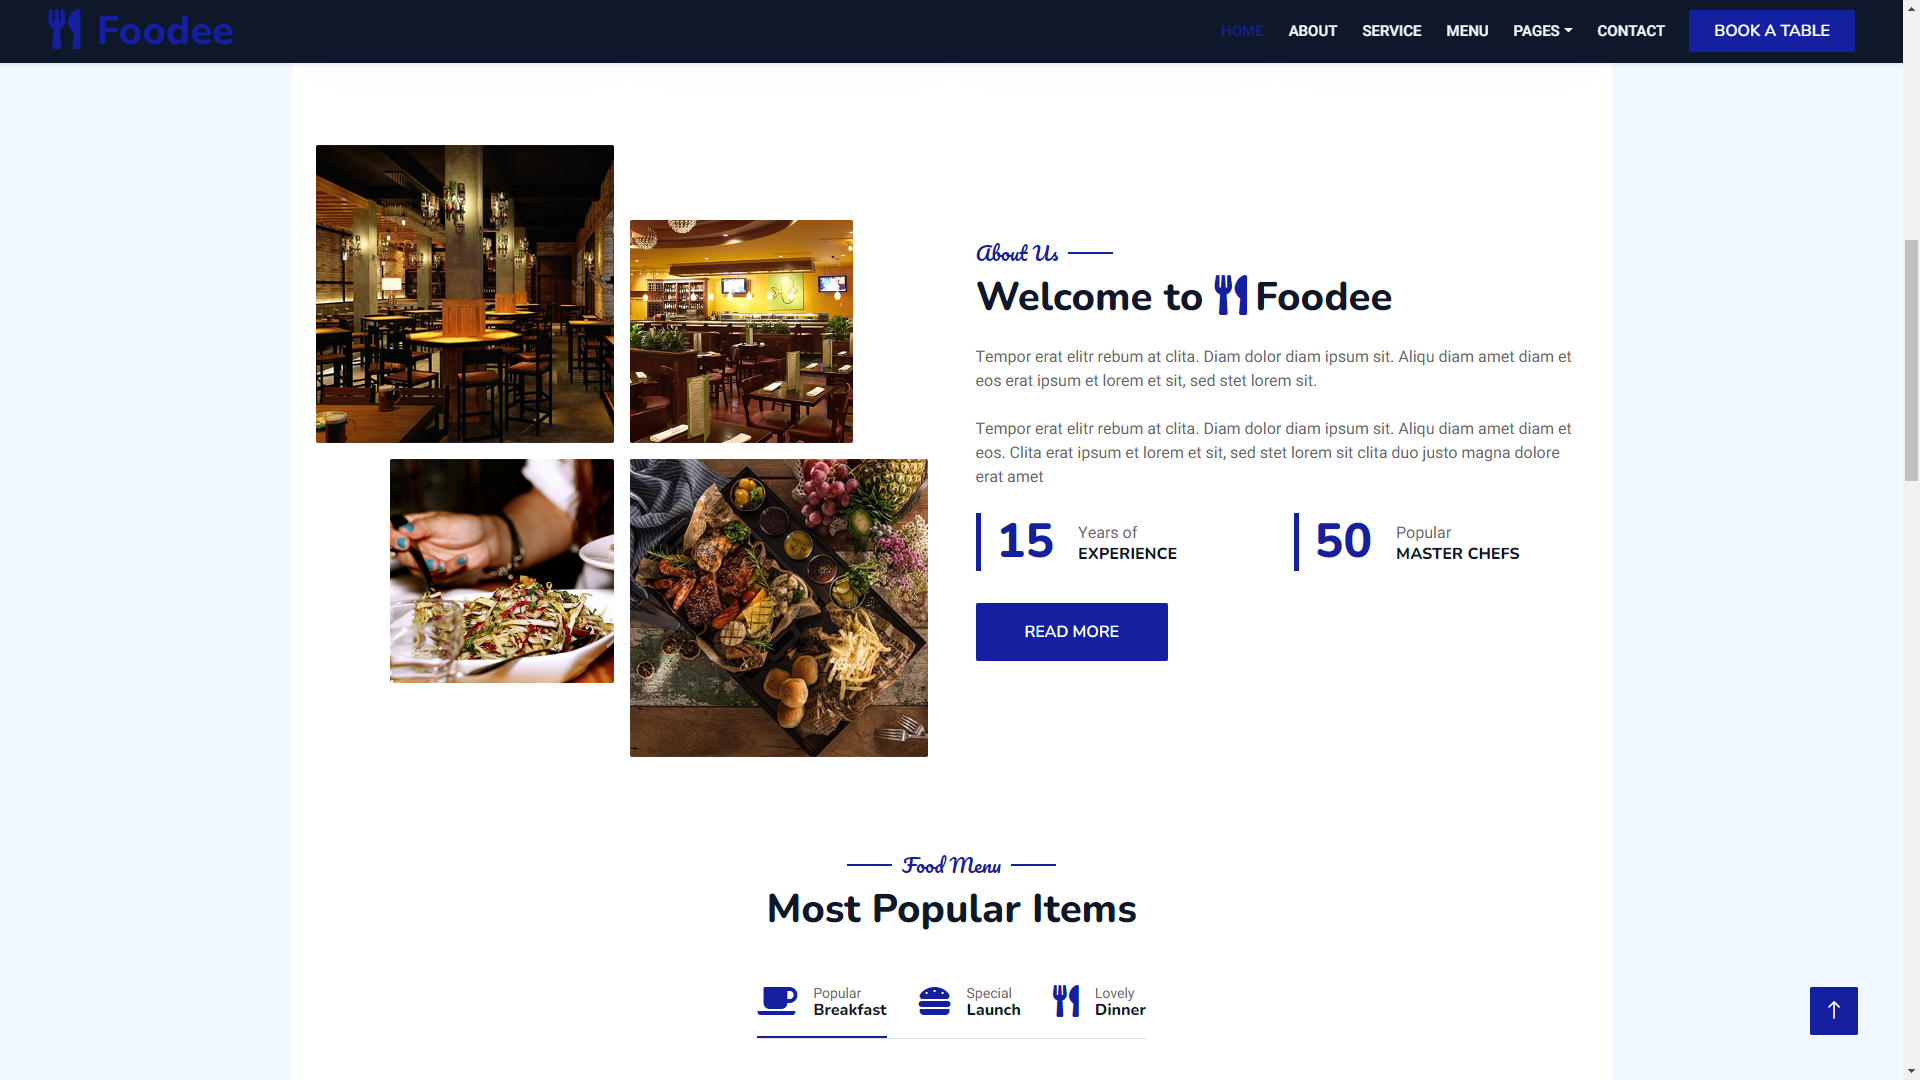 Foodee
HOME
ABOUT
SERVICE
MENU
PAGES
CONTACT
BOOK A TABLE
About Us
Welcome to Foodee
Tempor erat elitr rebum at clita. Diam dolor diam ipsum sit. Aliqu diam amet diam et
eos erat ipsum et lorem et sit, sed stet lorem sit.
Tempor erat elitr rebum at clita. Diam dolor diam ipsum sit. Aliqu diam amet diam et
eos. Clita erat ipsum et lorem et sit, sed stet lorem sit clita duo justo magna dolore
erat amet
15
Years of
EXPERIENCE
50
Popular
MASTER CHEFS
READ MORE
Food Menu
Most Popular Items
Popular
Breakfast
Special
Launch
Lovely
Dinner